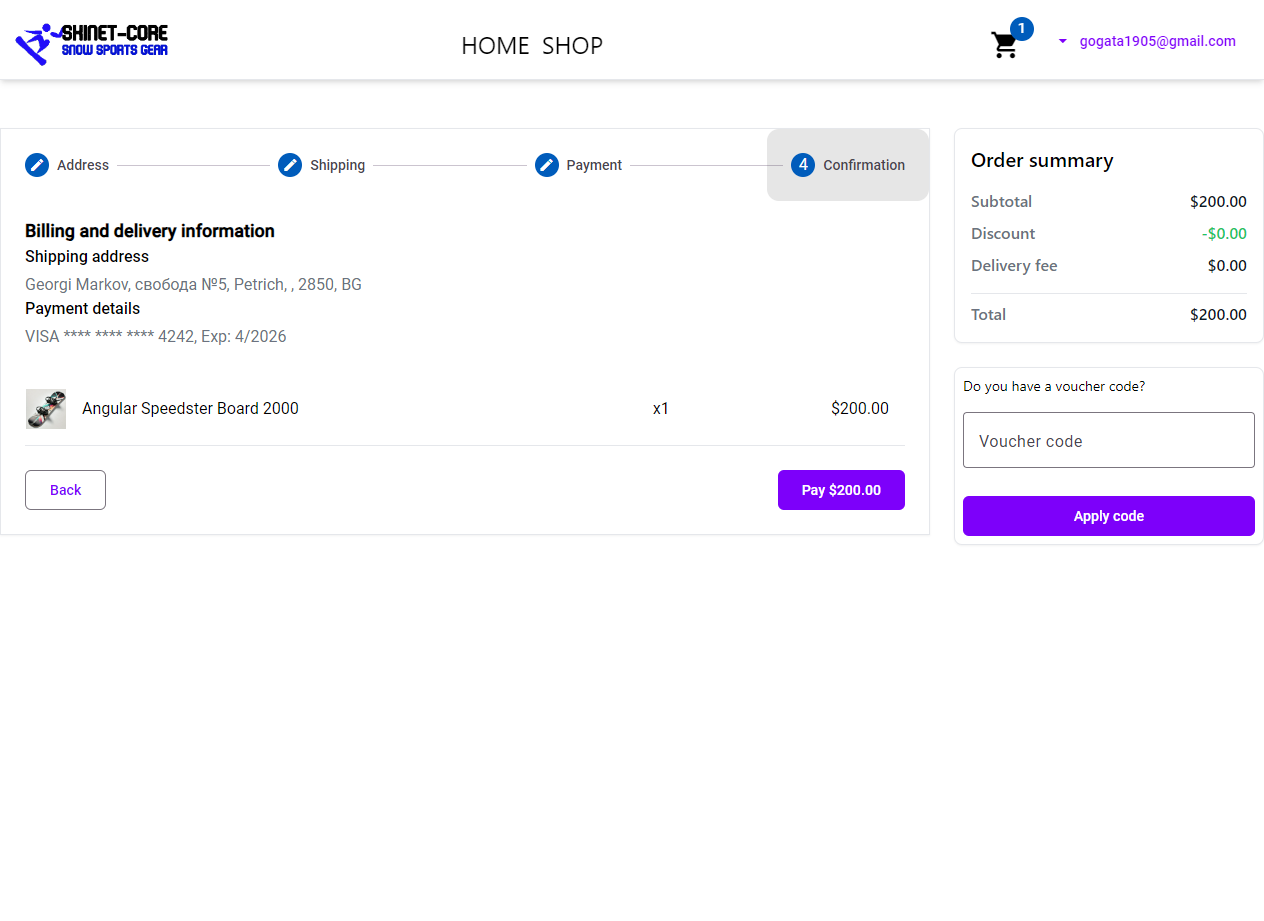 SKINET-CORE
SNOW SPORTS GEAR
HOME SHOP
1
gogata1905@gmail.com
Address
Shipping
Payment
4 Confirmation
Billing and delivery information
Shipping address
Georgi Markov, свобода №5, Petrich, , 2850, BG
Payment details
VISA **** **** **** 4242, Exp: 4/2026
Angular Speedster Board 2000 x1 $200.00
Back
Pay $200.00
Order summary
Subtotal $200.00
Discount -$0.00
Delivery fee $0.00
Total $200.00
Do you have a voucher code?
Voucher code
Apply code